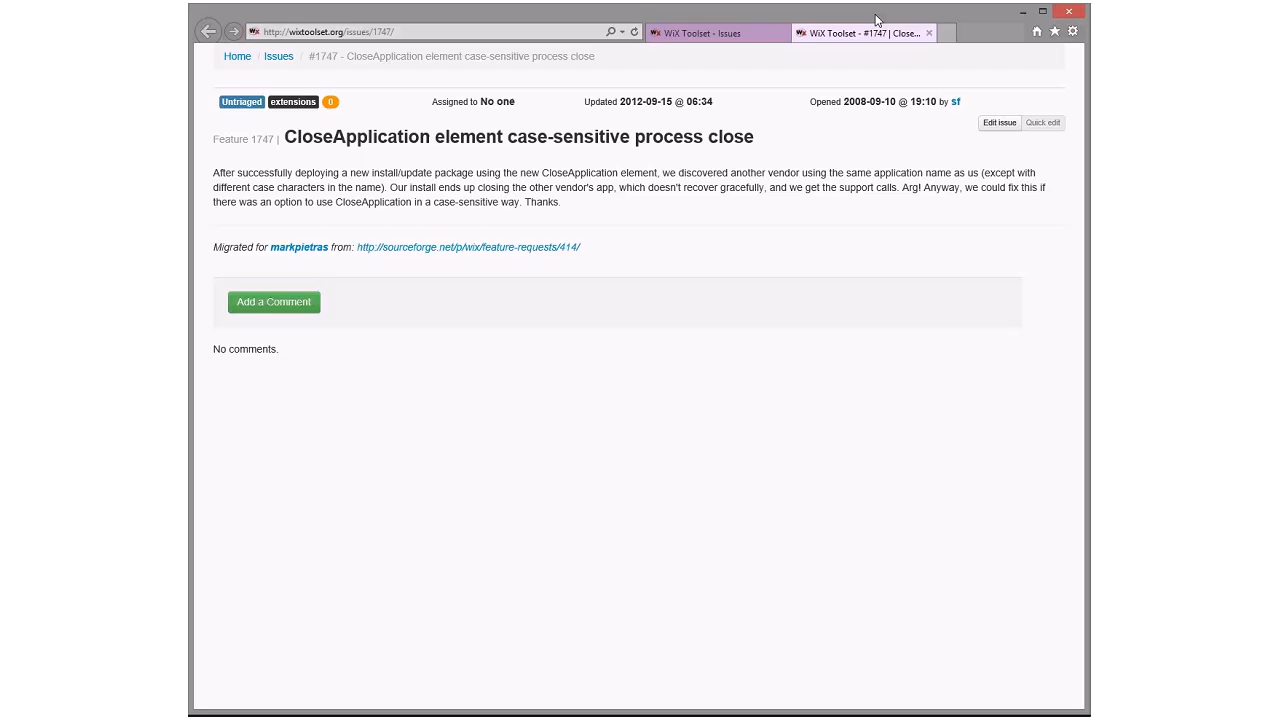 http://wixtoolset.org/issues/1747/
WiX Toolset - Issues
WiX Toolset - #1747 | Close...
Home / Issues / #1747 - CloseApplication element case-sensitive process close
Untriaged extensions 0 Assigned to No one Updated 2012-09-15 @ 06:34 Opened 2008-09-10 @ 19:10 by sf
Edit issue Quick edit
Feature 1747 | CloseApplication element case-sensitive process close
After successfully deploying a new install/update package using the new CloseApplication element, we discovered another vendor using the same application name as us (except with
different case characters in the name). Our install ends up closing the other vendor's app, which doesn't recover gracefully, and we get the support calls. Arg! Anyway, we could fix this if
there was an option to use CloseApplication in a case-sensitive way. Thanks.
Migrated for markpietras from: http://sourceforge.net/p/wix/feature-requests/414/
Add a Comment
No comments.